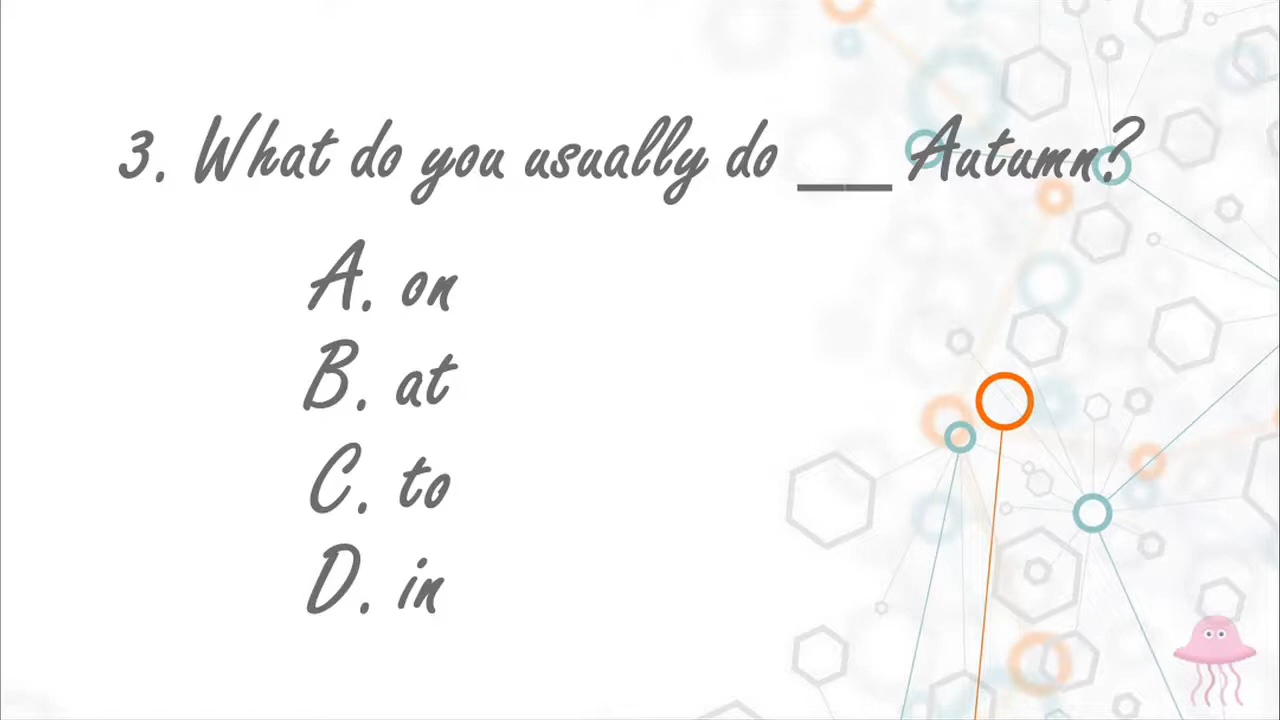 3. What do you usually do ___ Autumn?
A. on
B. at
C. to
D. in